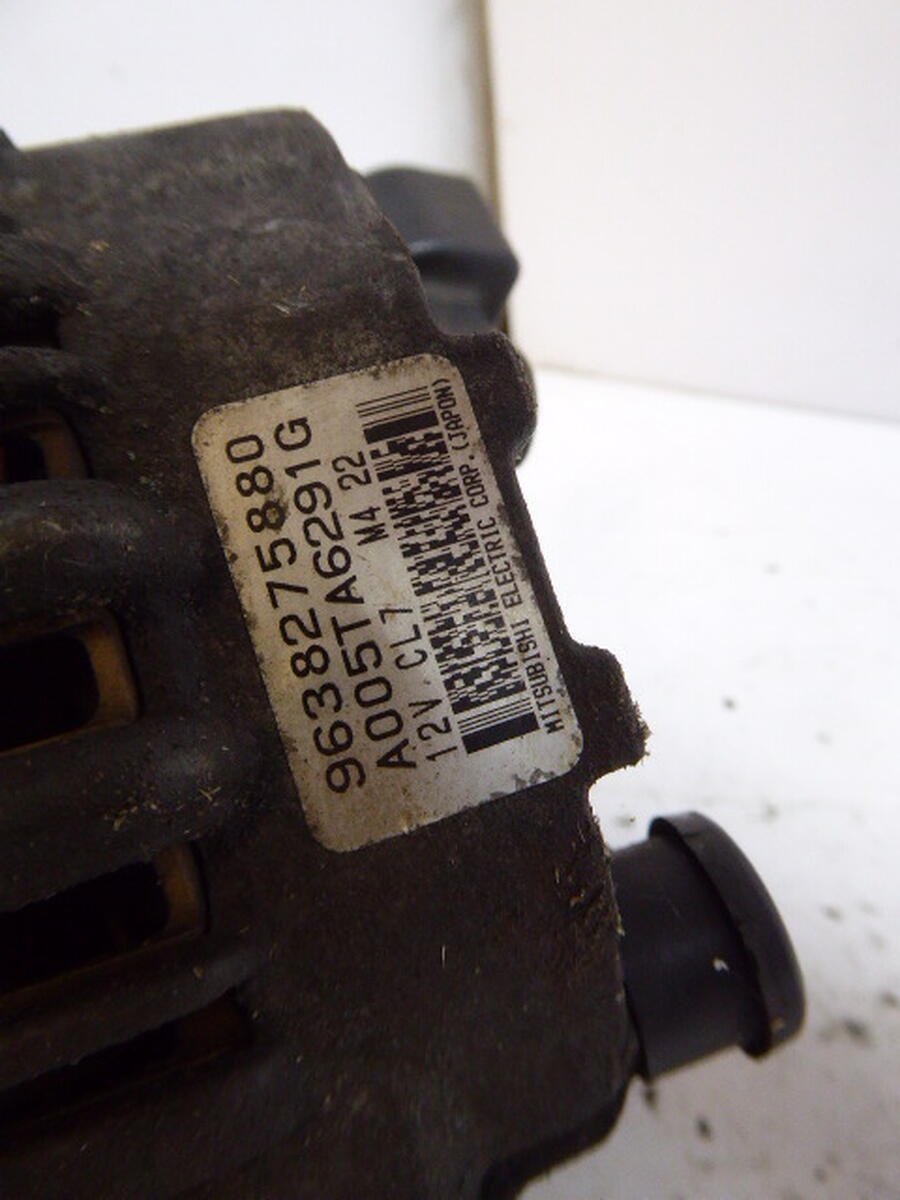 9638275880
A005TA6291G
12V CL7 M4 22
MITSUBISHI ELECTRIC CORP.(JAPON)